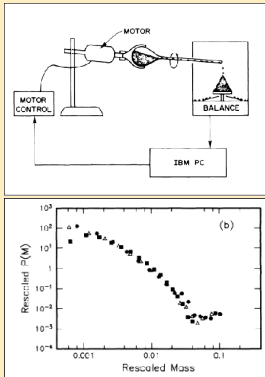 MOTOR
MOTOR
CONTROL
BALANCE
IBM PC
(b)
Rescaled P(M)
10³
10²
10¹
10⁰
10⁻¹
10⁻²
10⁻³
10⁻⁴
0.001
0.01
0.1
Rescaled Mass